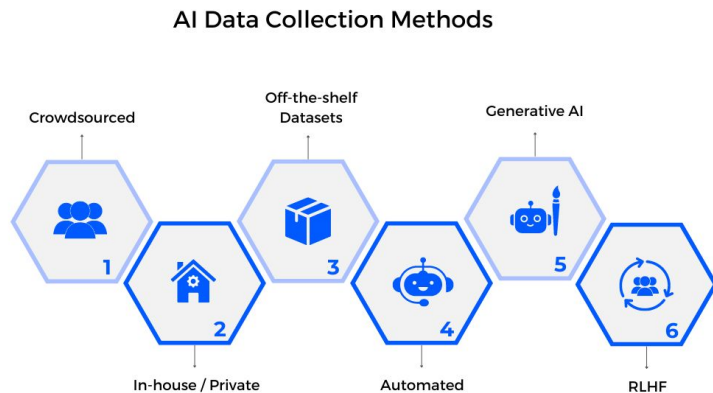 AI Data Collection Methods
Crowdsourced
1
In-house / Private
2
Off-the-shelf
Datasets
3
Automated
4
Generative AI
5
RLHF
6